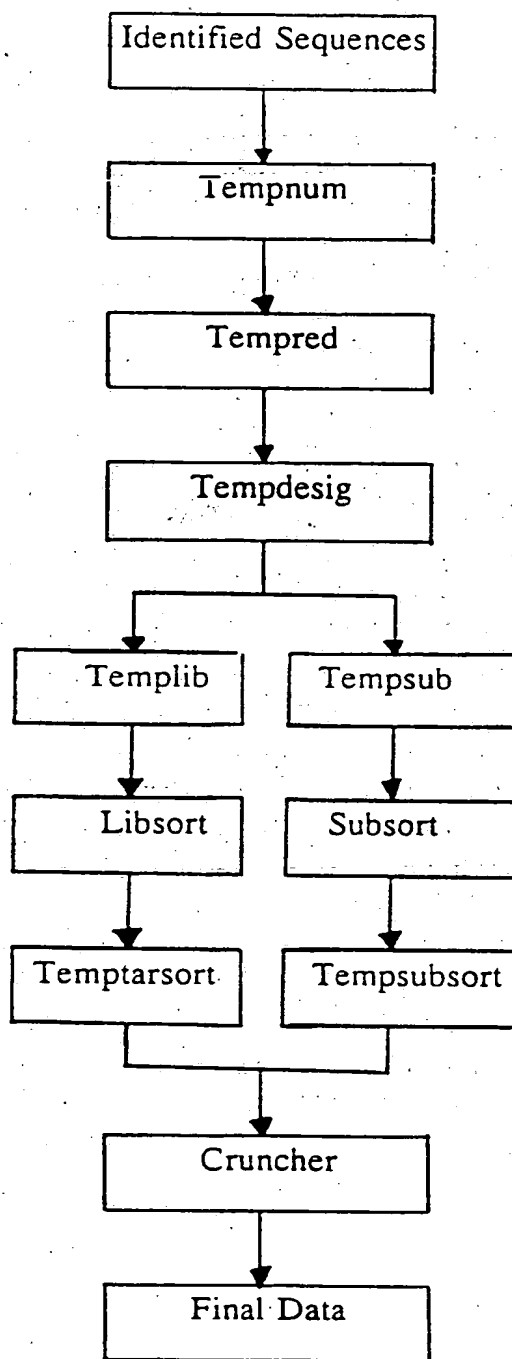 Identified Sequences
Tempnum
Tempred
Tempdesig
Templib
Tempsub
Libsort
Subsort
Temptarsort
Tempsubsort
Cruncher
Final Data